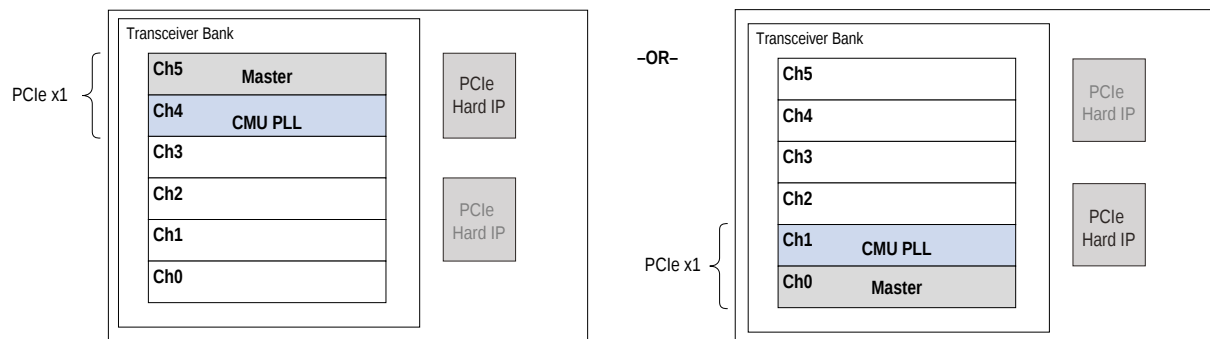 Transceiver Bank
PCIe x1
Ch5 Master
Ch4 CMU PLL
Ch3
Ch2
Ch1
Ch0
PCIe
Hard IP
PCIe
Hard IP
–OR–
Transceiver Bank
Ch5
Ch4
Ch3
Ch2
PCIe x1
Ch1 CMU PLL
Ch0 Master
PCIe
Hard IP
PCIe
Hard IP